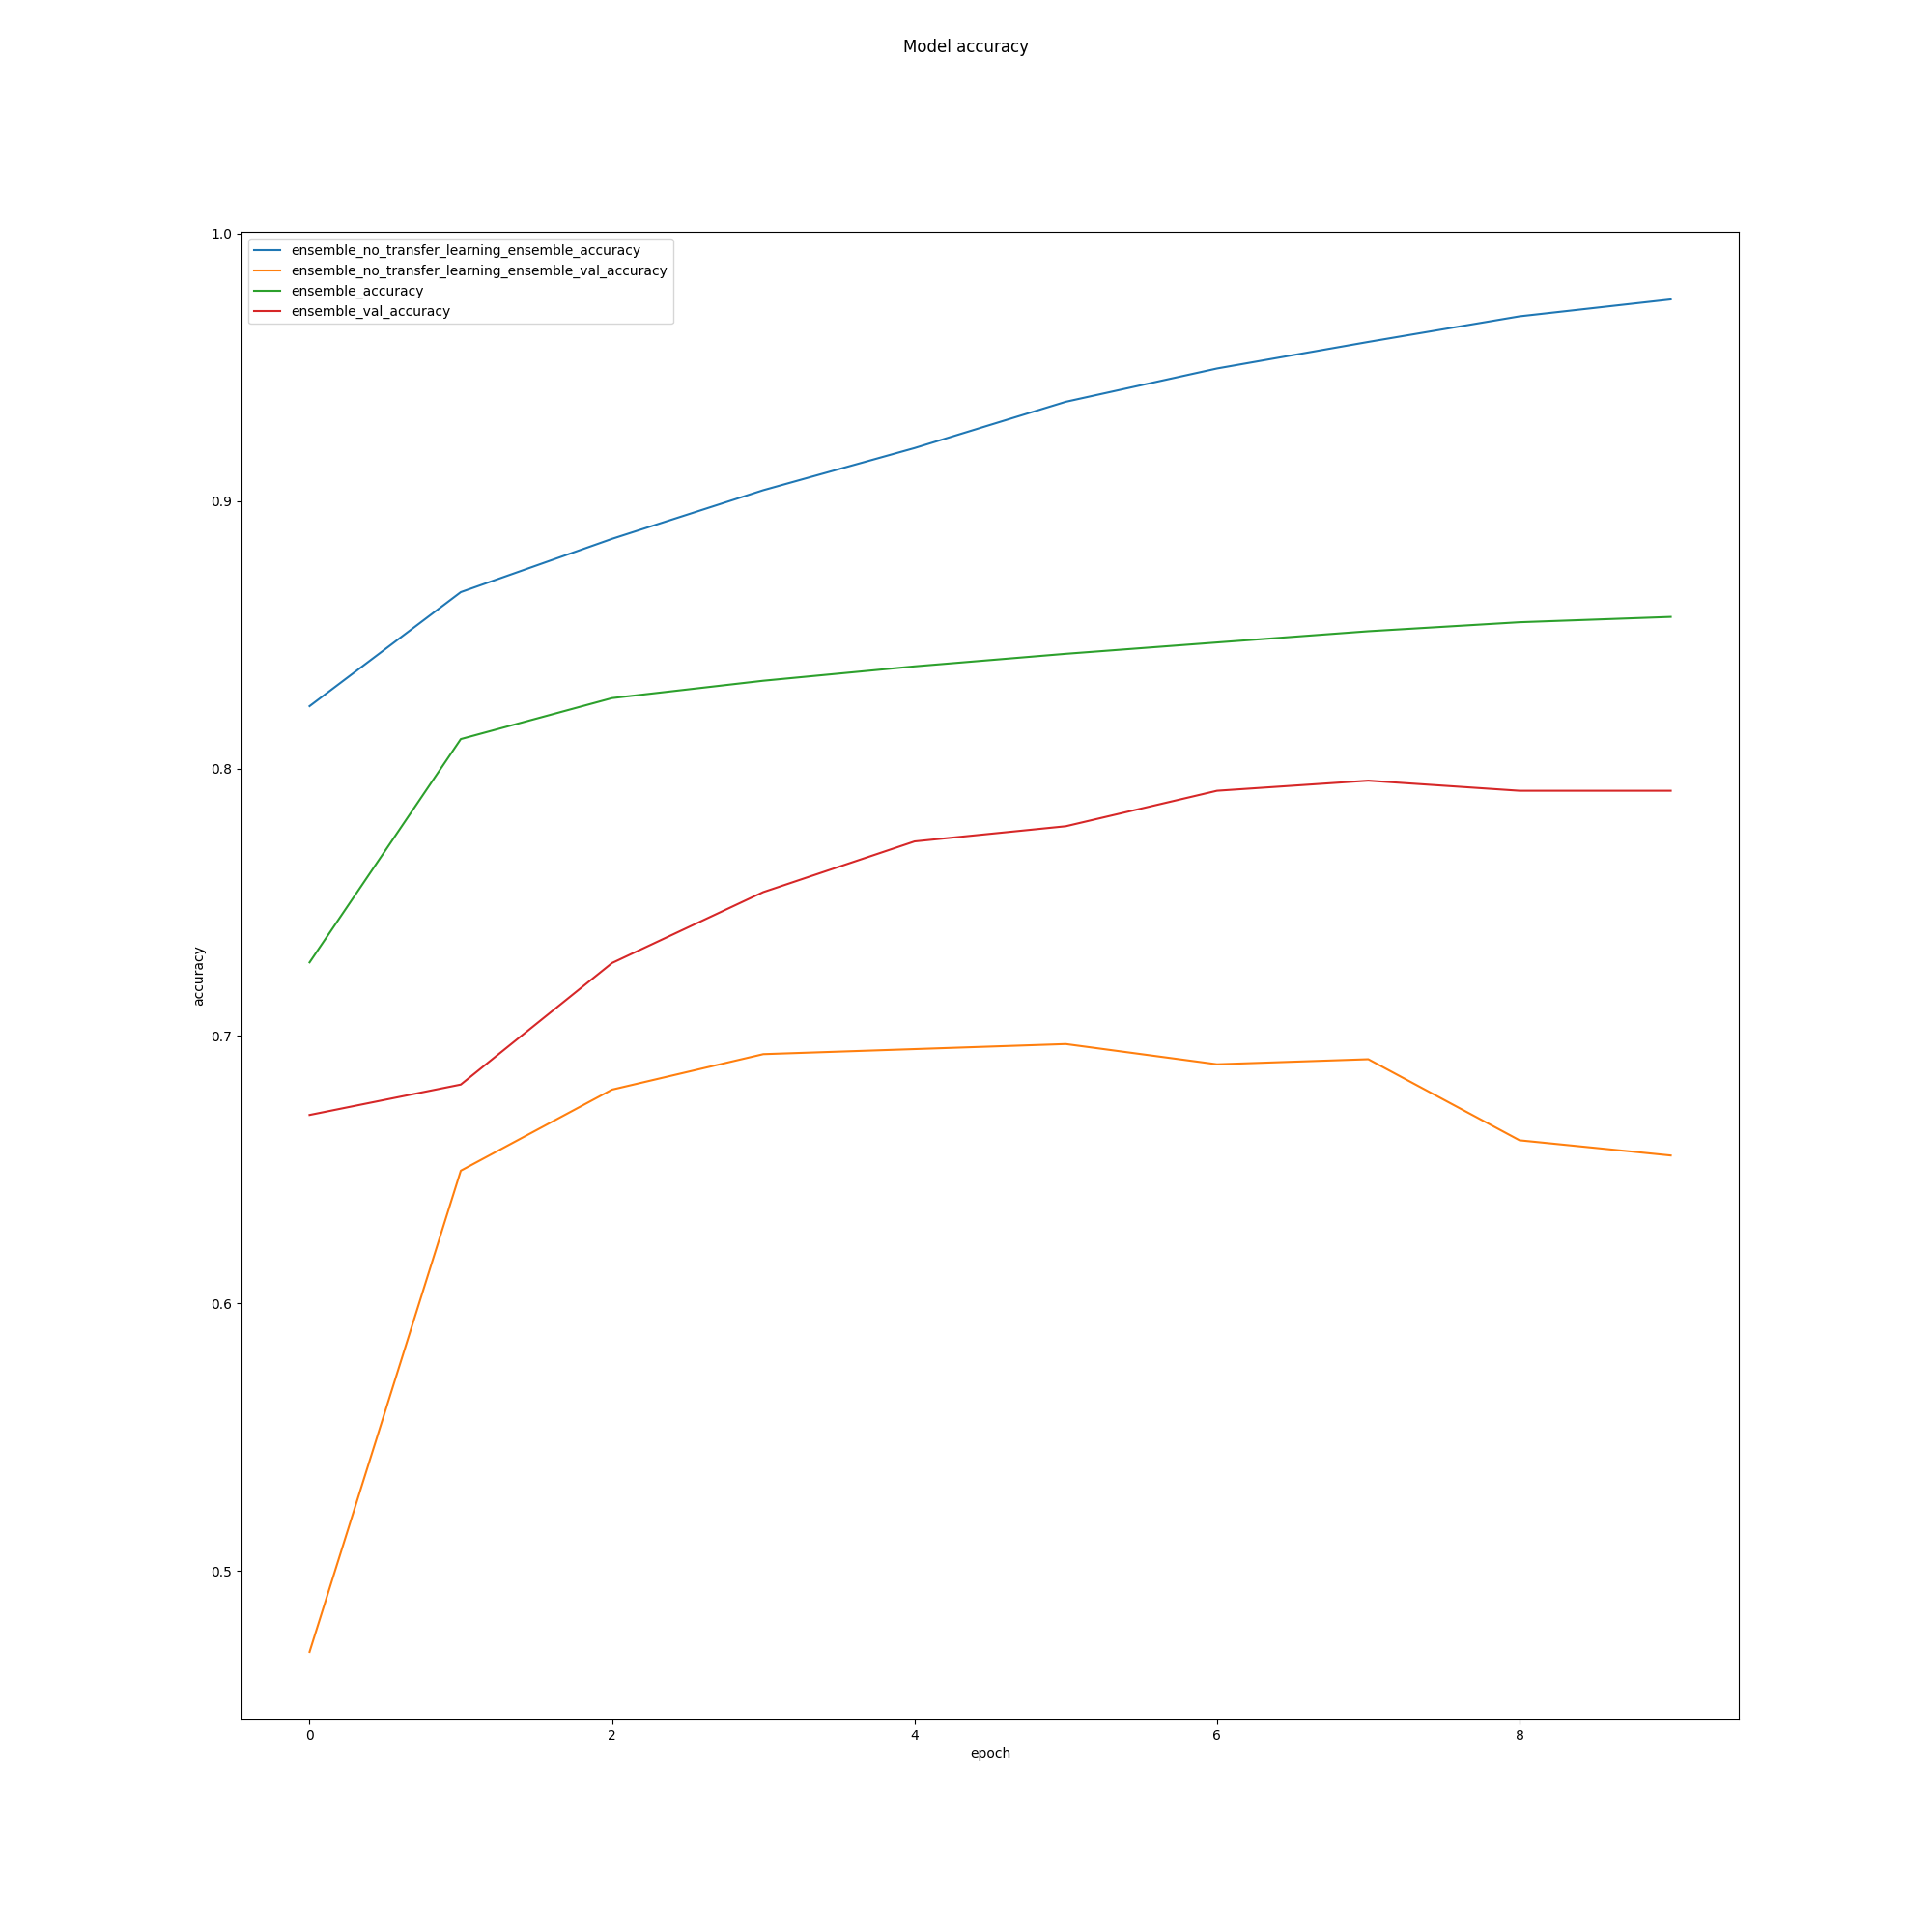 Model accuracy
ensemble_no_transfer_learning_ensemble_accuracy
ensemble_no_transfer_learning_ensemble_val_accuracy
ensemble_accuracy
ensemble_val_accuracy
1.0
0.9
0.8
0.7
0.6
0.5
accuracy
0 2 4 6 8
epoch